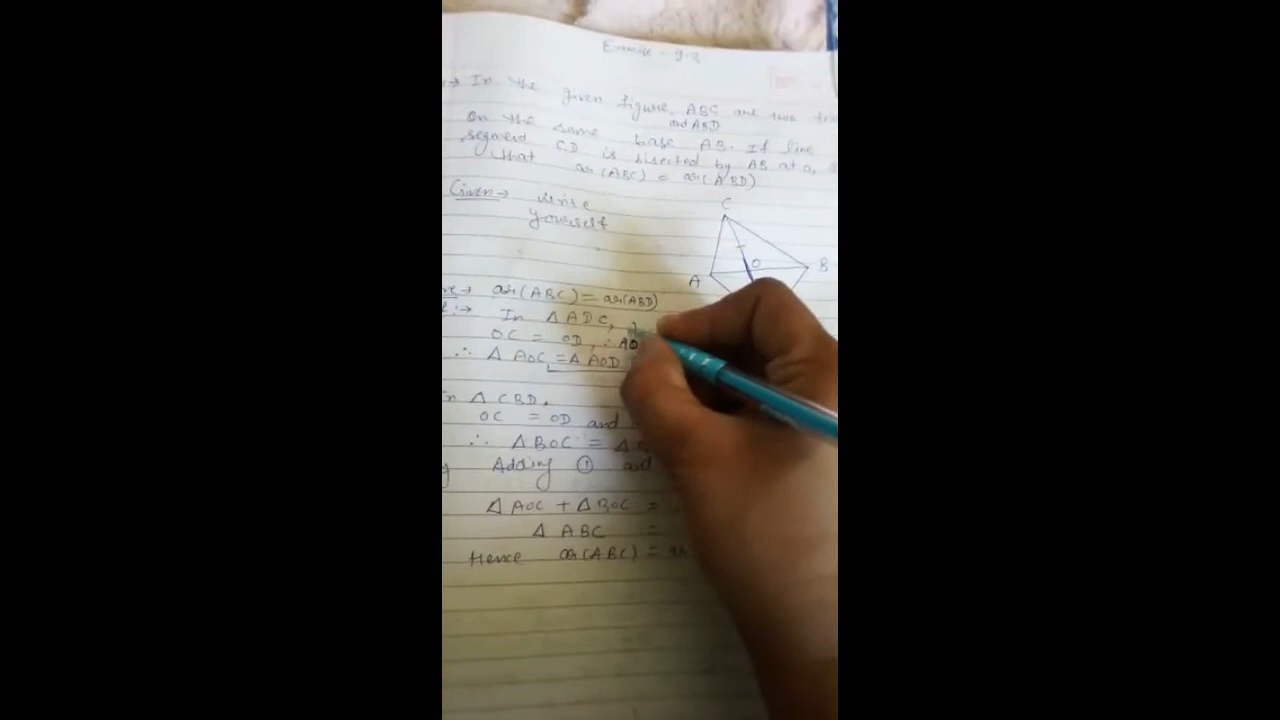 Exercise - 9.3
In the given figure, ABC are two
and ABD
on the same base AB. If line
segment CD is bisected by AB at O,
that ar(ABC) = ar(ABD)
Given → write
yourself
C
O
B
A
ar(ABC) = ar(ABD)
In Δ ADC,
OC = OD, ∴ AO
∴ Δ AOC = Δ AOD
In Δ CBD,
OC = OD and
∴ Δ BOC = Δ
Adding ① and
Δ AOC + Δ BOC =
Δ ABC =
Hence ar(ABC) = ar